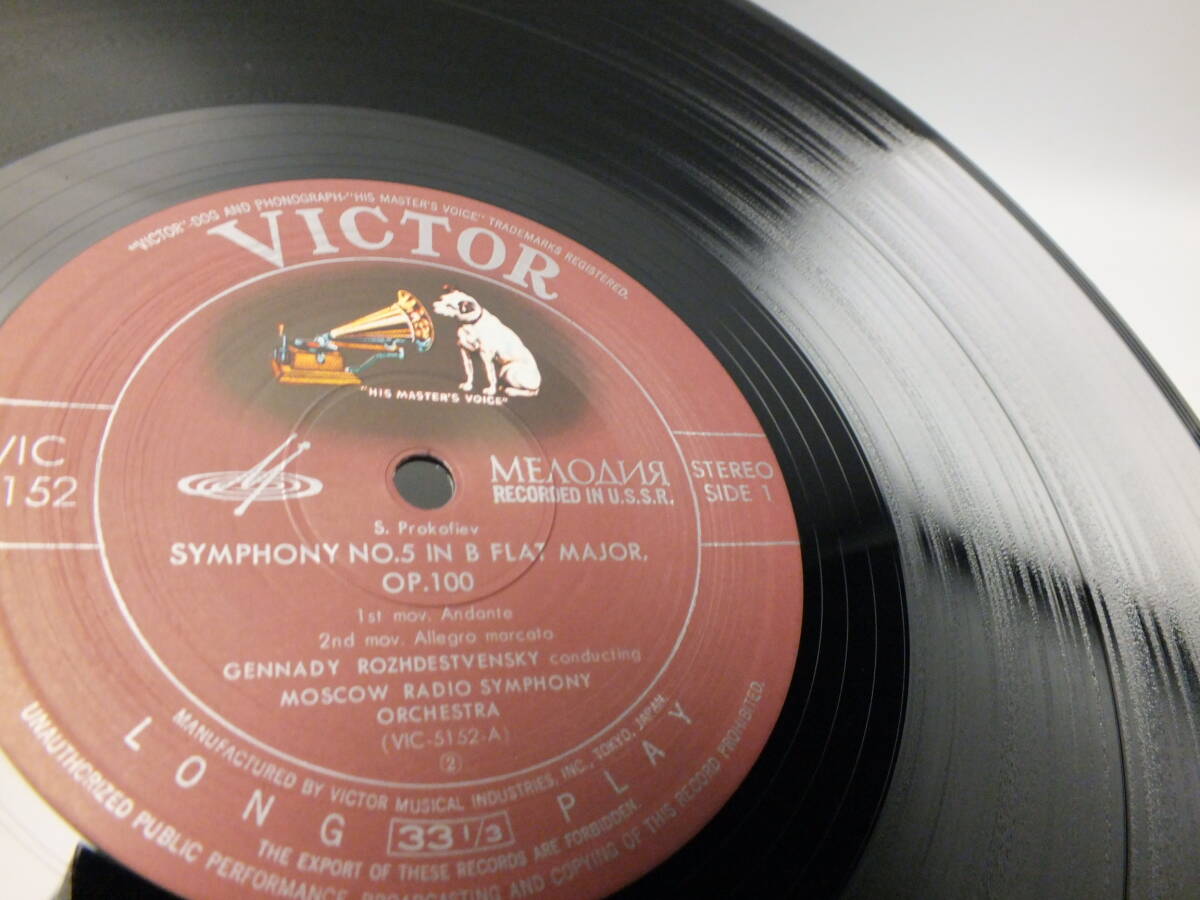 "VICTOR"-DOG AND PHONOGRAPH-"HIS MASTER'S VOICE" TRADEMARKS REGISTERED.
VICTOR
"HIS MASTER'S VOICE"
VIC
152
МЕЛОДИЯ
RECORDED IN U.S.S.R.
STEREO
SIDE 1
S. Prokofiev
SYMPHONY NO.5 IN B FLAT MAJOR,
OP.100
1st mov. Andante
2nd mov. Allegro marcato
GENNADY ROZHDESTVENSKY conducting
MOSCOW RADIO SYMPHONY
ORCHESTRA
(VIC-5152-A)
②
MANUFACTURED BY VICTOR MUSICAL INDUSTRIES, INC., TOKYO, JAPAN.
LONG 33 1/3 PLAY
THE EXPORT OF THESE RECORDS ARE FORBIDDEN.
UNAUTHORIZED PUBLIC PERFORMANCE, BROADCASTING AND COPYING OF THIS RECORD PROHIBITED.